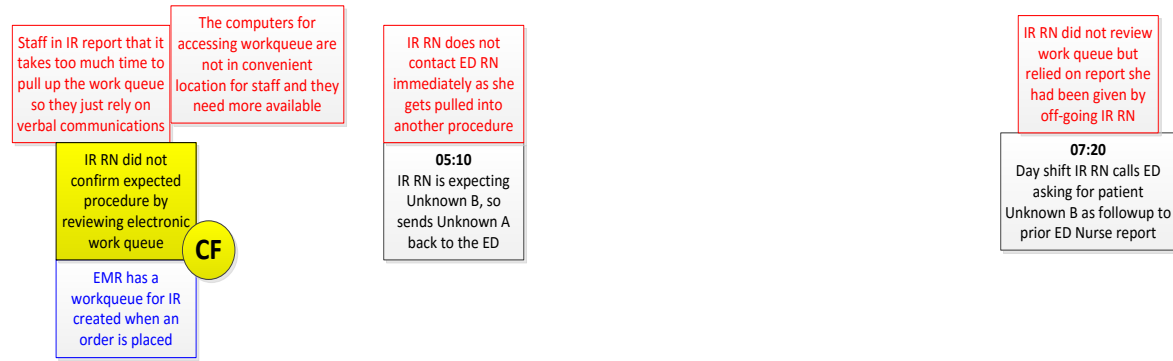 Staff in IR report that it
takes too much time to
pull up the work queue
so they just rely on
verbal communications
The computers for
accessing workqueue are
not in convenient
location for staff and they
need more available
IR RN did not
confirm expected
procedure by
reviewing electronic
work queue
CF
EMR has a
workqueue for IR
created when an
order is placed
IR RN does not
contact ED RN
immediately as she
gets pulled into
another procedure
05:10
IR RN is expecting
Unknown B, so
sends Unknown A
back to the ED
IR RN did not review
work queue but
relied on report she
had been given by
off-going IR RN
07:20
Day shift IR RN calls ED
asking for patient
Unknown B as followup to
prior ED Nurse report